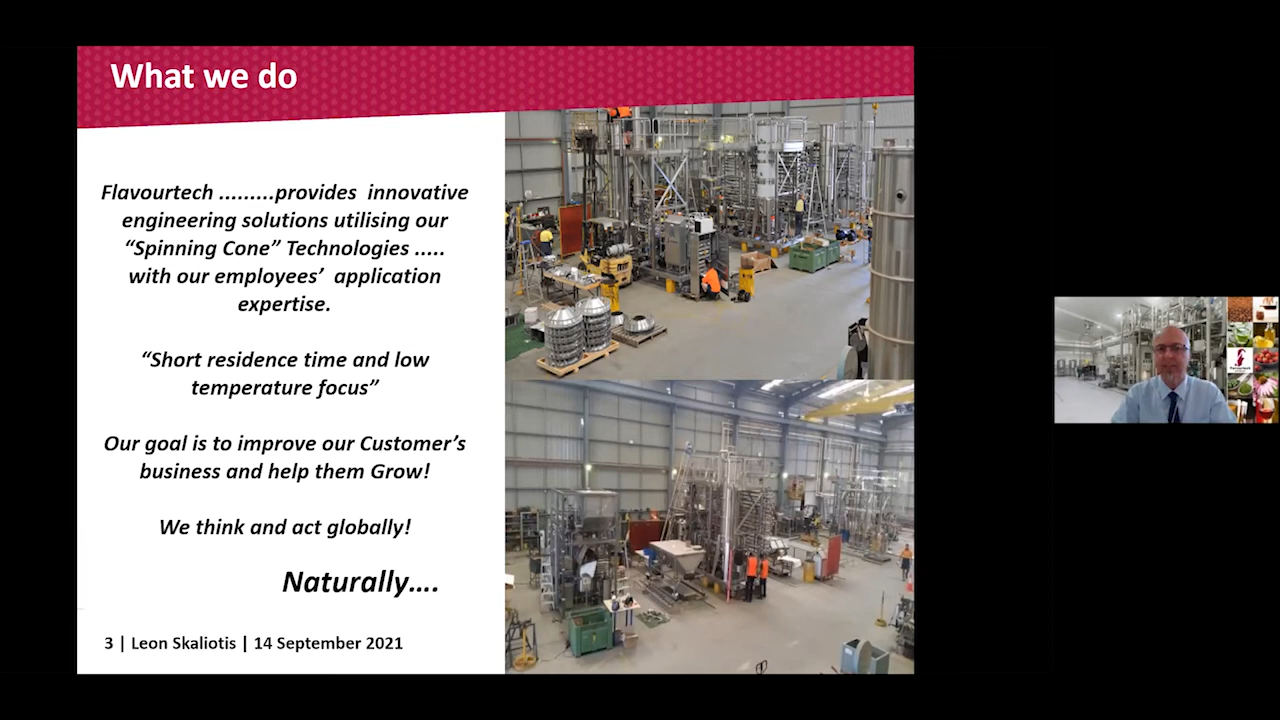 What we do
Flavourtech .........provides innovative
engineering solutions utilising our
“Spinning Cone” Technologies .....
with our employees’ application
expertise.
“Short residence time and low
temperature focus”
Our goal is to improve our Customer’s
business and help them Grow!
We think and act globally!
Naturally....
3 | Leon Skaliotis | 14 September 2021